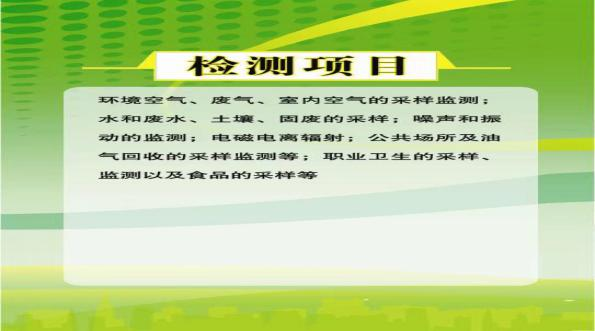 检测项目
环境空气、废气、室内空气的采样监测；
水和废水、土壤、固废的采样；噪声和振
动的监测；电磁电离辐射；公共场所及油
气回收的采样监测等；职业卫生的采样、
监测以及食品的采样等